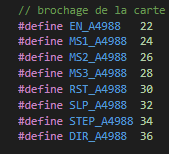 // brochage de la carte
#define EN_A4988 22
#define MS1_A4988 24
#define MS2_A4988 26
#define MS3_A4988 28
#define RST_A4988 30
#define SLP_A4988 32
#define STEP_A4988 34
#define DIR_A4988 36